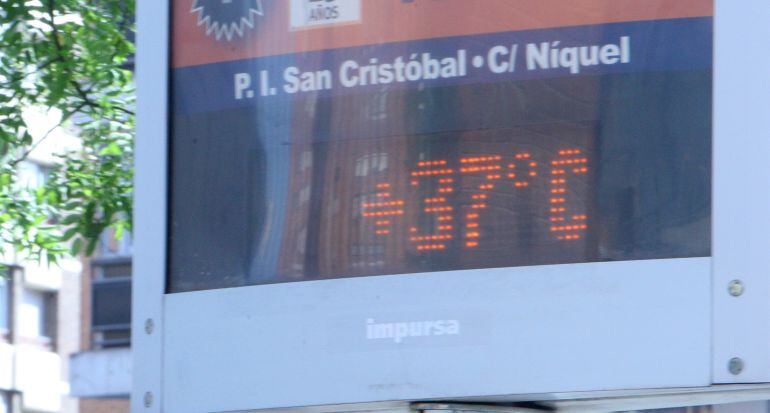 AÑOS
P. I. San Cristóbal • C/ Níquel
+37°C
impursa